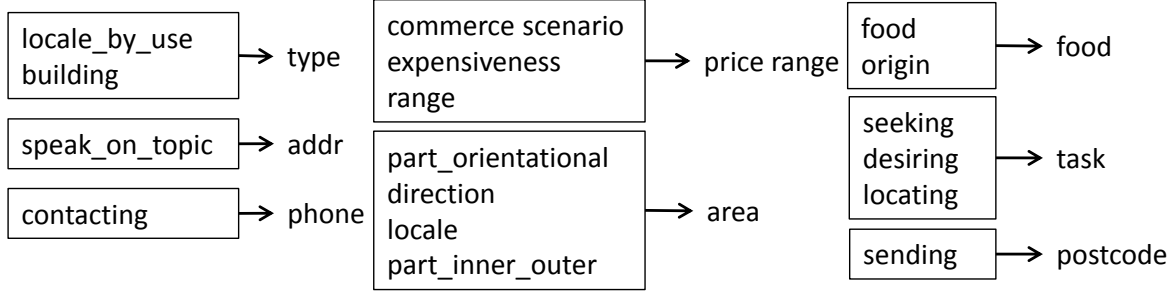 locale_by_use
building
type
speak_on_topic
addr
contacting
phone
commerce scenario
expensiveness
range
price range
part_orientational
direction
locale
part_inner_outer
area
food
origin
food
seeking
desiring
locating
task
sending
postcode